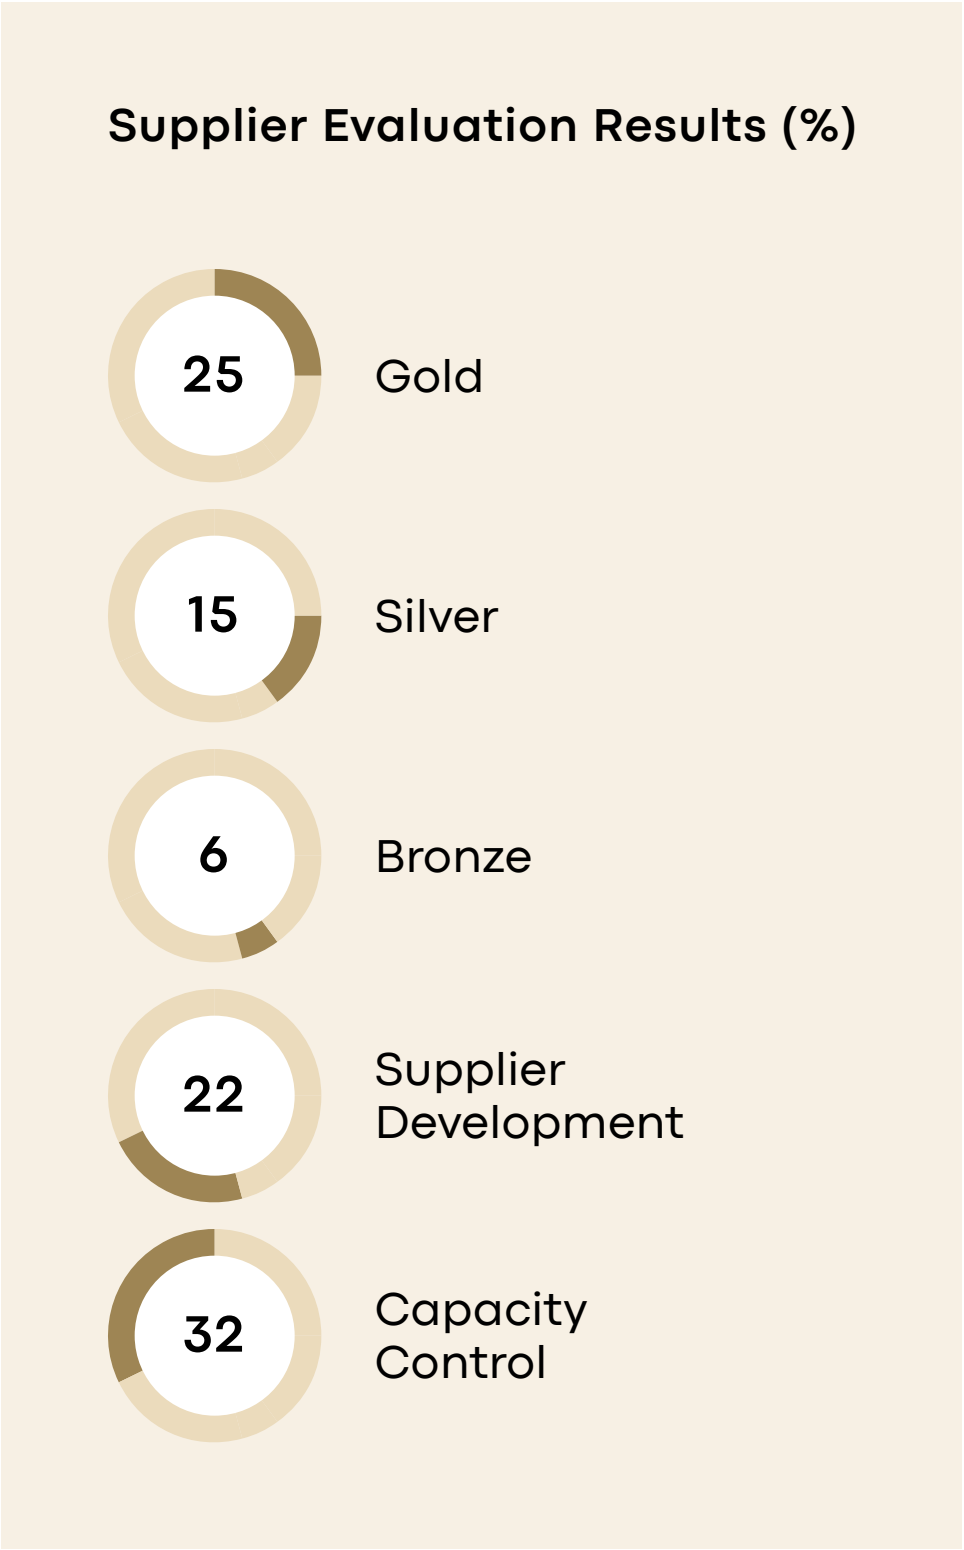 Supplier Evaluation Results (%)
25
Gold
15
Silver
6
Bronze
22
Supplier
Development
32
Capacity
Control